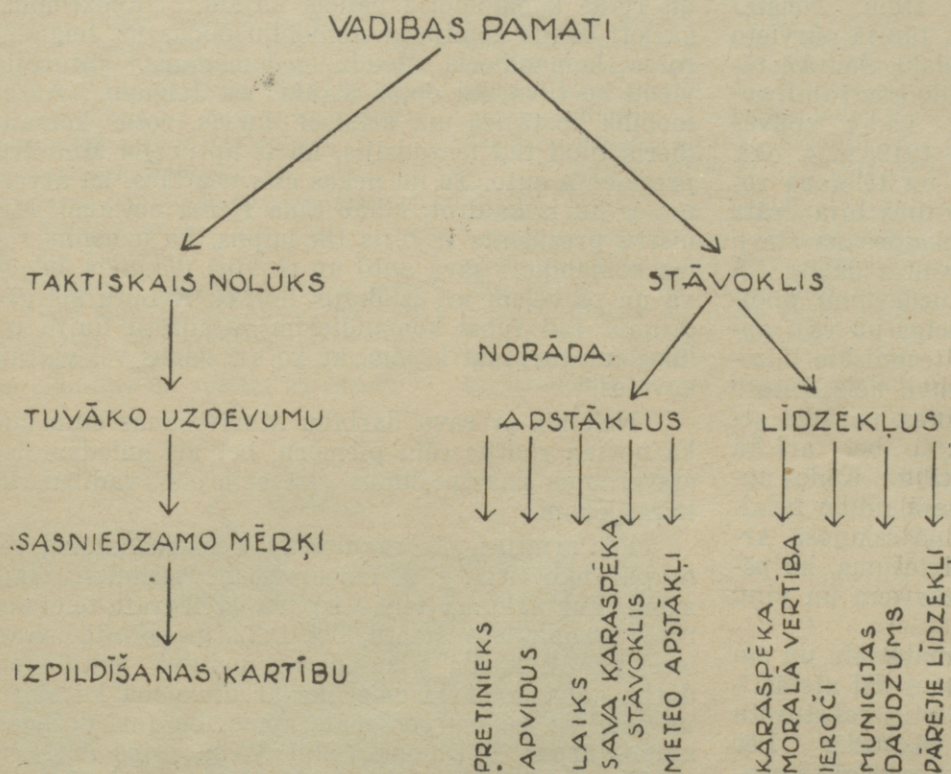 VADIBAS PAMATI
TAKTISKAIS NOLŪKS
STĀVOKLIS
NORĀDA.
TUVĀKO UZDEVUMU
APSTĀKĻUS
LĪDZEKĻUS
SASNIEDZAMO MĒRĶI
IZPILDĪŠANAS KARTĪBU
PRETINIEKS
APVIDUS
LAIKS
SAVA KARASPĒKA
STĀVOKLIS
METEO APSTĀKĻI
KARASPĒKA
MORALĀ VERTĪBA
IEROČI
MUNICIJAS
DAUDZUMS
PĀREJIE LĪDZEKĻI